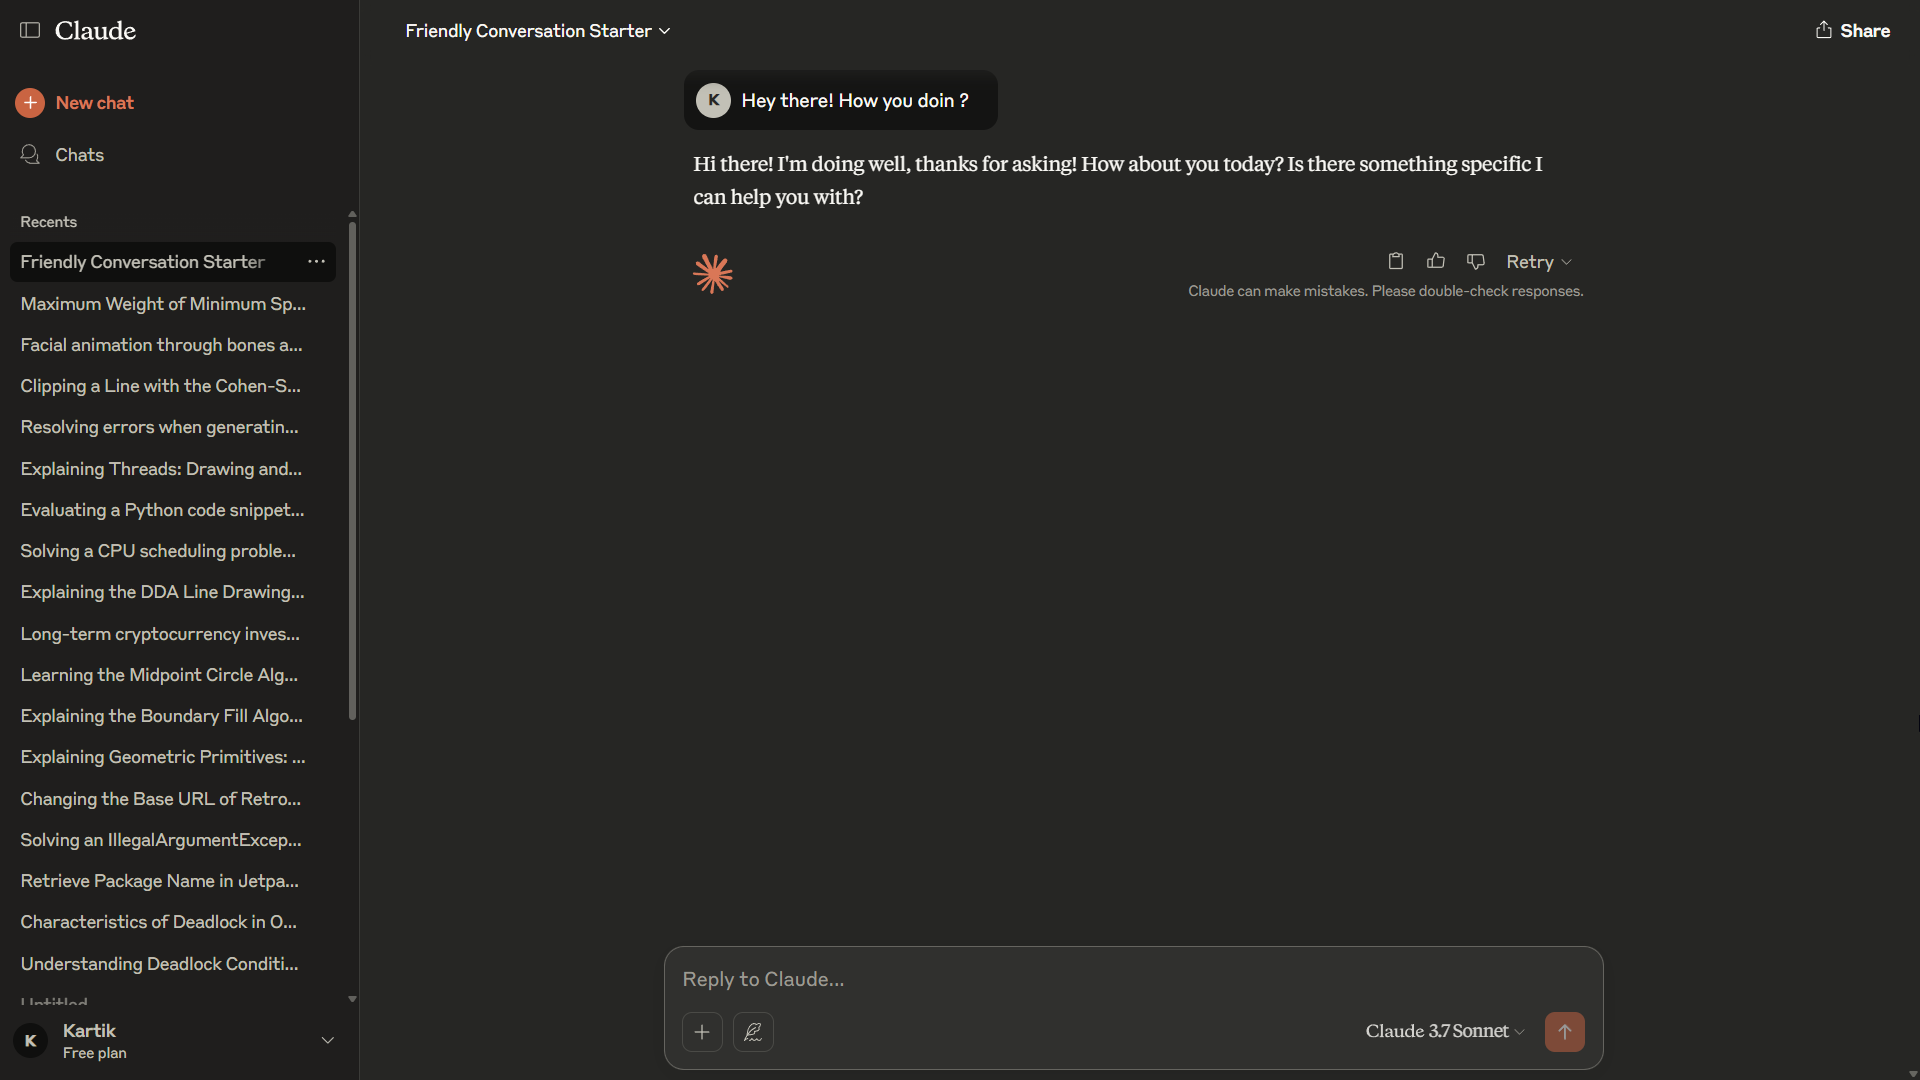 Claude
New chat
Chats
Recents
Friendly Conversation Starter
Maximum Weight of Minimum Sp...
Facial animation through bones a...
Clipping a Line with the Cohen-S...
Resolving errors when generatin...
Explaining Threads: Drawing and...
Evaluating a Python code snippet...
Solving a CPU scheduling proble...
Explaining the DDA Line Drawing...
Long-term cryptocurrency inves...
Learning the Midpoint Circle Alg...
Explaining the Boundary Fill Algo...
Explaining Geometric Primitives: ...
Changing the Base URL of Retro...
Solving an IllegalArgumentExcep...
Retrieve Package Name in Jetpa...
Characteristics of Deadlock in O...
Understanding Deadlock Conditi...
Untitled
K
Kartik
Free plan
Friendly Conversation Starter
Share
K
Hey there! How you doin ?
Hi there! I'm doing well, thanks for asking! How about you today? Is there something specific I
can help you with?
Retry
Claude can make mistakes. Please double-check responses.
Reply to Claude...
Claude 3.7 Sonnet